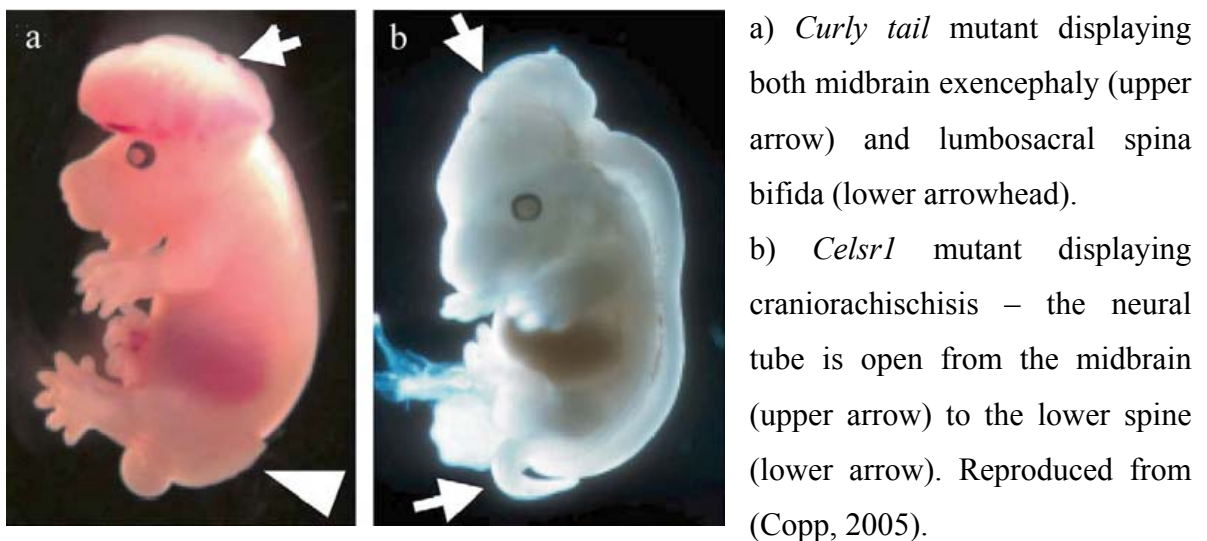 a
b
a) Curly tail mutant displaying
both midbrain exencephaly (upper
arrow) and lumbosacral spina
bifida (lower arrowhead).
b) Celsr1 mutant displaying
craniorachischisis – the neural
tube is open from the midbrain
(upper arrow) to the lower spine
(lower arrow). Reproduced from
(Copp, 2005).